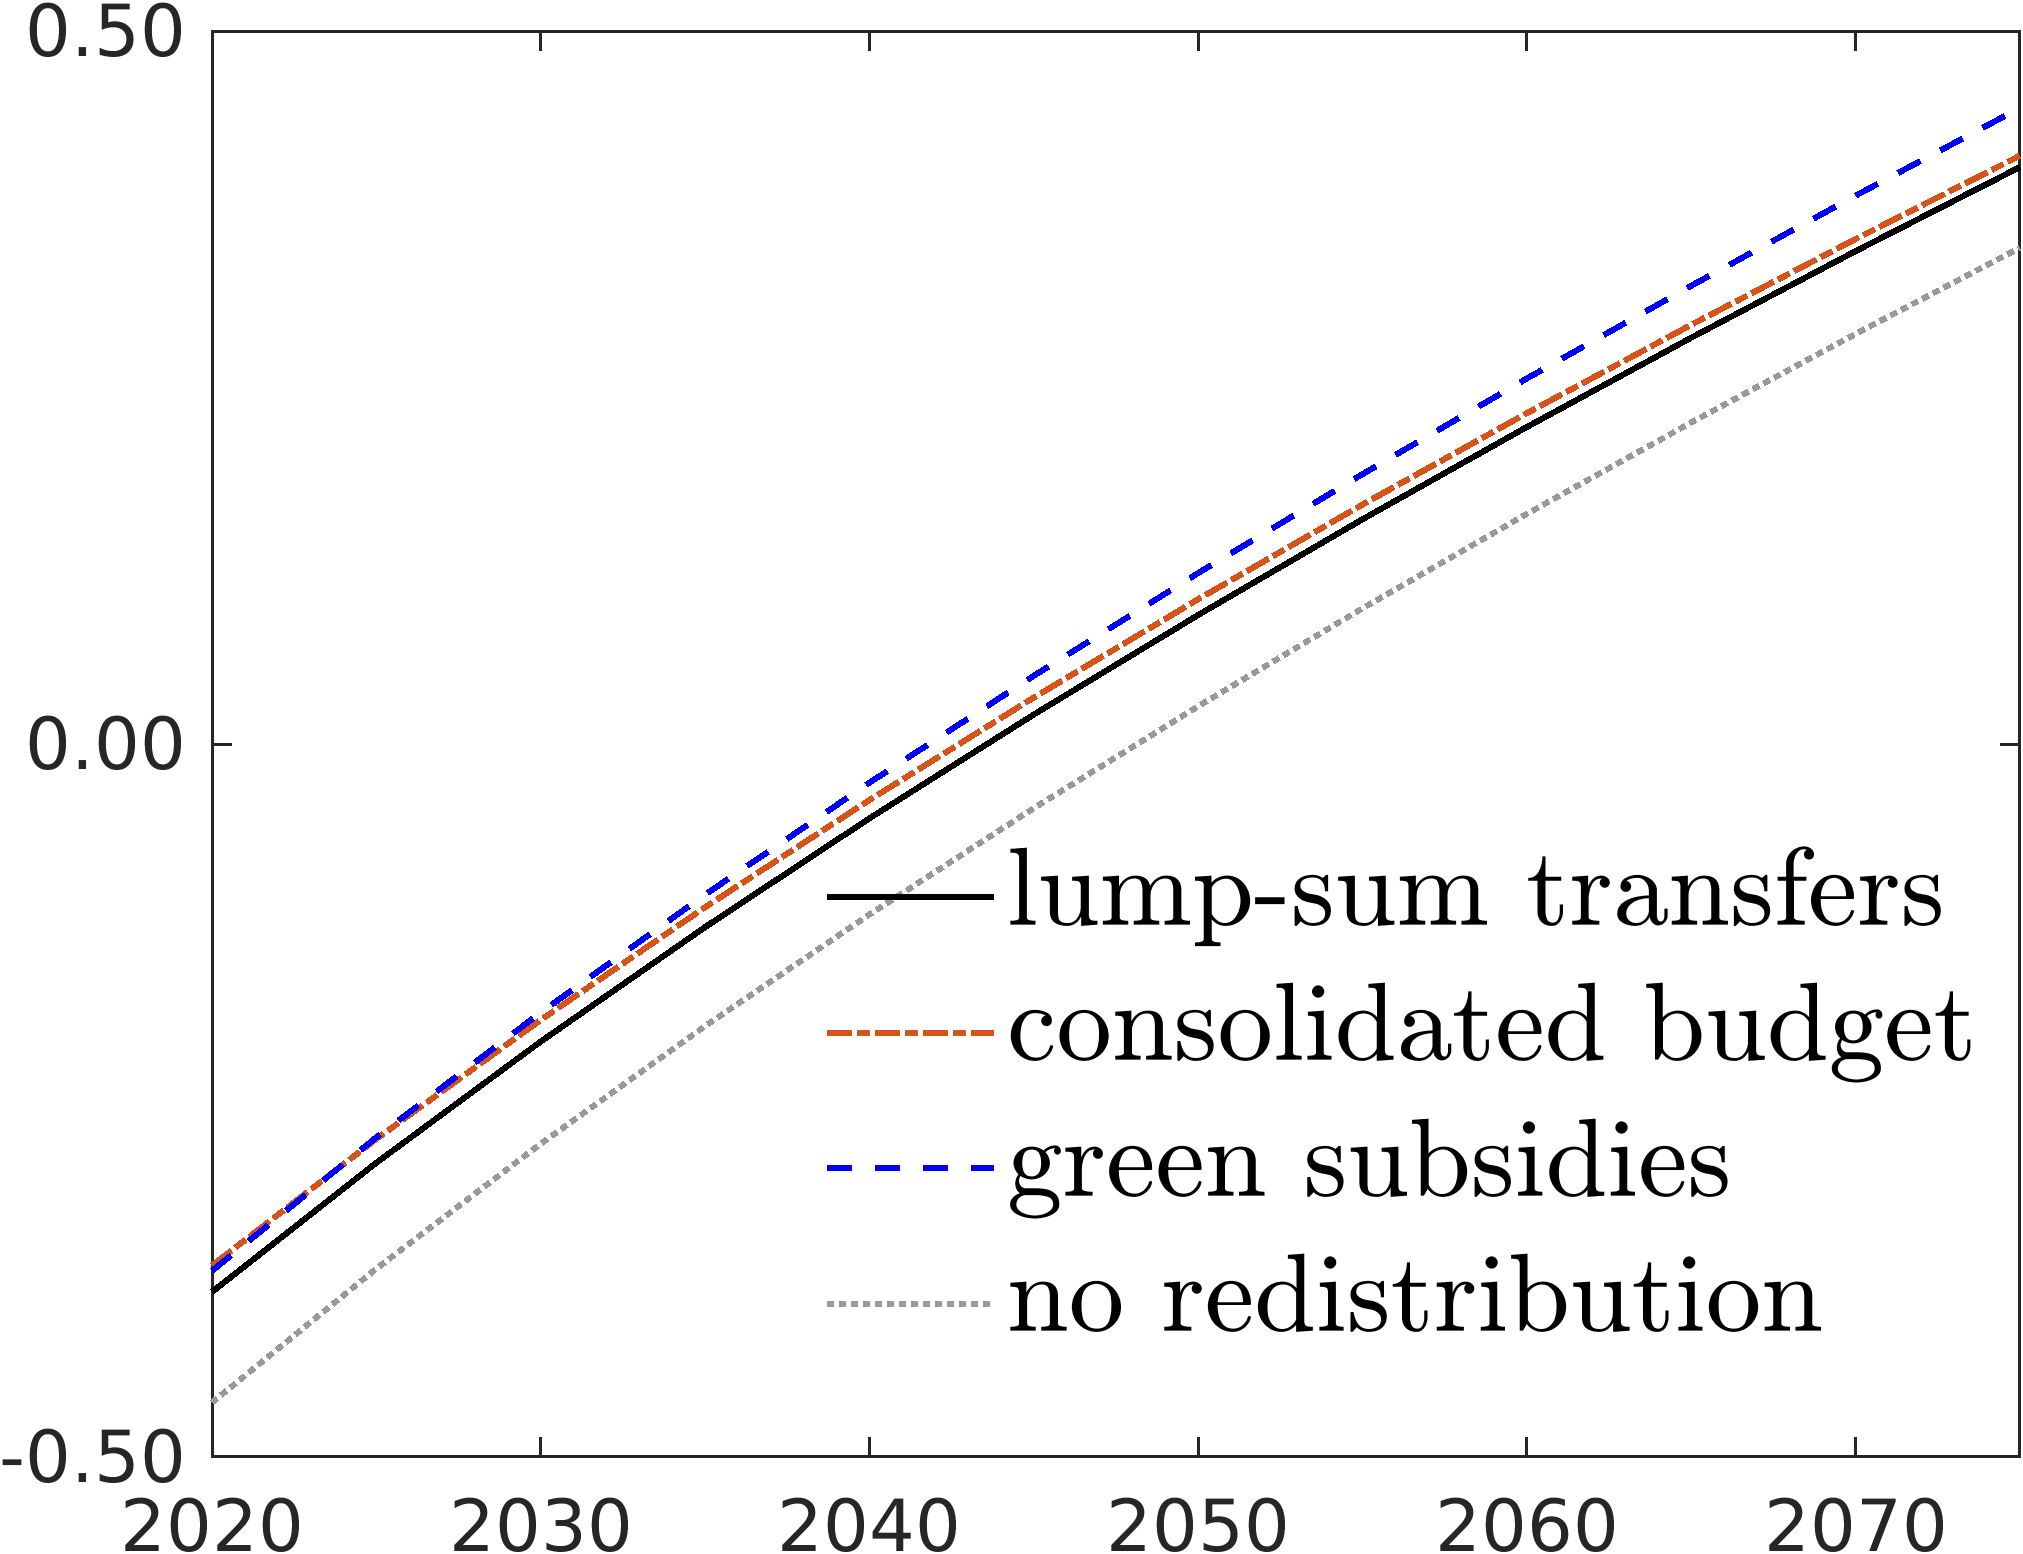 0.50
0.00
-0.50
lump-sum transfers
consolidated budget
green subsidies
no redistribution
2020 2030 2040 2050 2060 2070